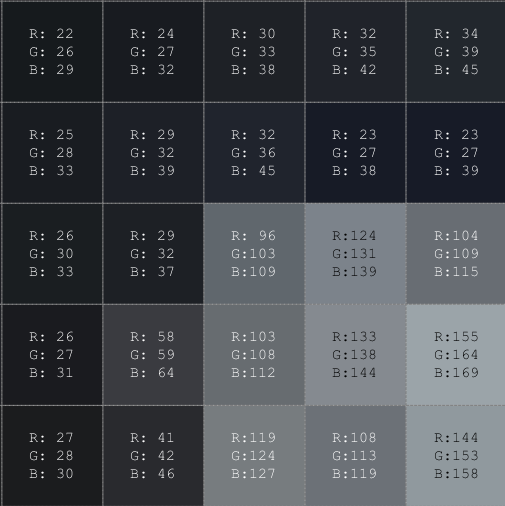 R: 22 R: 24 R: 30 R: 32 R: 34
G: 26 G: 27 G: 33 G: 35 G: 39
B: 29 B: 32 B: 38 B: 42 B: 45
R: 25 R: 29 R: 32 R: 23 R: 23
G: 28 G: 32 G: 36 G: 27 G: 27
B: 33 B: 39 B: 45 B: 38 B: 39
R: 26 R: 29 R: 96 R:124 R:104
G: 30 G: 32 G:103 G:131 G:109
B: 33 B: 37 B:109 B:139 B:115
R: 26 R: 58 R:103 R:133 R:155
G: 27 G: 59 G:108 G:138 G:164
B: 31 B: 64 B:112 B:144 B:169
R: 27 R: 41 R:119 R:108 R:144
G: 28 G: 42 G:124 G:113 G:153
B: 30 B: 46 B:127 B:119 B:158